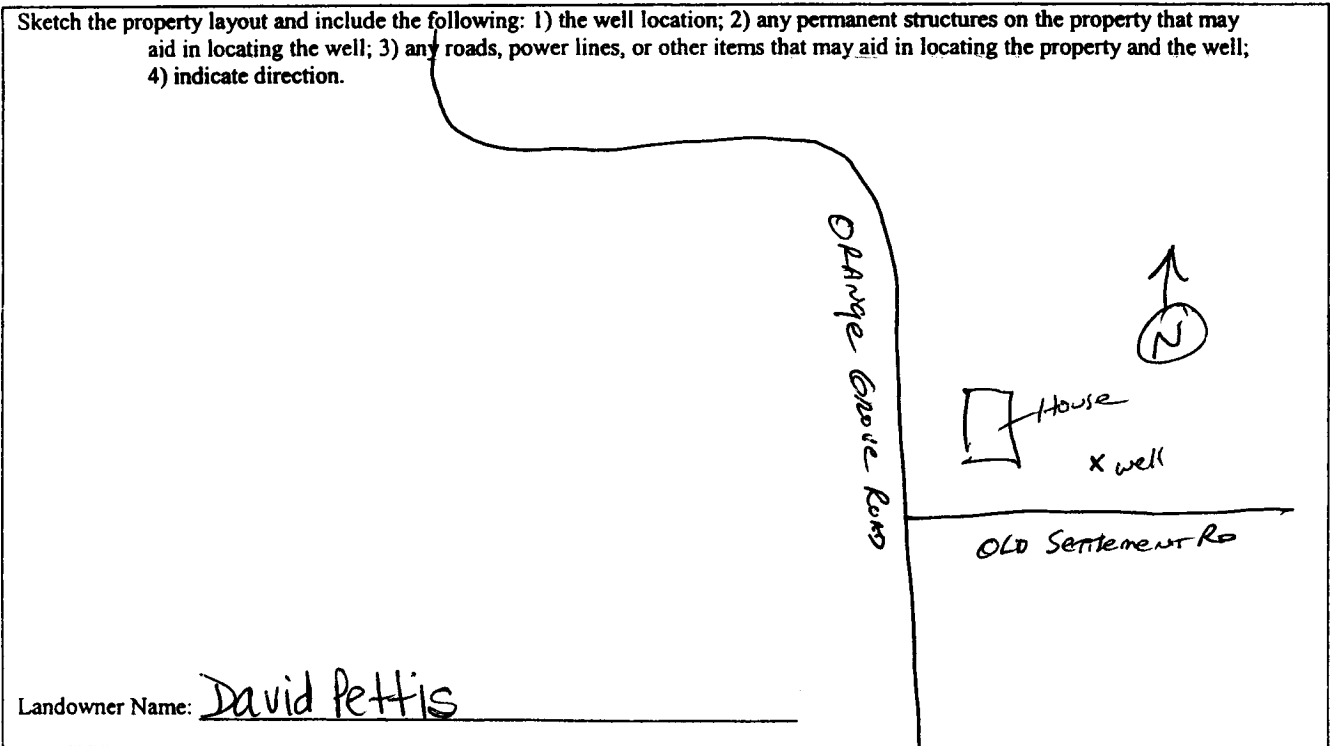 Sketch the property layout and include the following: 1) the well location; 2) any permanent structures on the property that may
aid in locating the well; 3) any roads, power lines, or other items that may aid in locating the property and the well;
4) indicate direction.
ORANGE GROVE ROAD
N
House
x well
OLD Settlement RD
Landowner Name: David Pettis